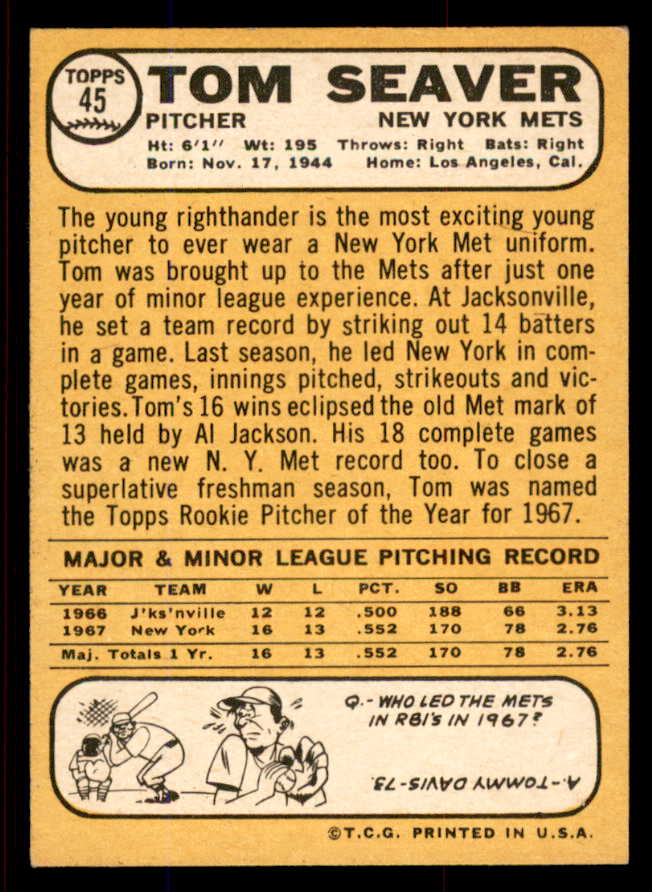 TOPPS
45
TOM SEAVER
PITCHER NEW YORK METS
Ht: 6'1" Wt: 195 Throws: Right Bats: Right
Born: Nov. 17, 1944 Home: Los Angeles, Cal.
The young righthander is the most exciting young
pitcher to ever wear a New York Met uniform.
Tom was brought up to the Mets after just one
year of minor league experience. At Jacksonville,
he set a team record by striking out 14 batters
in a game. Last season, he led New York in com-
plete games, innings pitched, strikeouts and vic-
tories. Tom's 16 wins eclipsed the old Met mark of
13 held by Al Jackson. His 18 complete games
was a new N. Y. Met record too. To close a
superlative freshman season, Tom was named
the Topps Rookie Pitcher of the Year for 1967.
MAJOR & MINOR LEAGUE PITCHING RECORD
YEAR TEAM W L PCT. SO BB ERA
1966 J'ks'nville 12 12 .500 188 66 3.13
1967 New York 16 13 .552 170 78 2.76
Maj. Totals 1 Yr. 16 13 .552 170 78 2.76
Q.- WHO LED THE METS
IN RBI'S IN 1967?
A.-TOMMY DAVIS-73.
©T.C.G. PRINTED IN U.S.A.